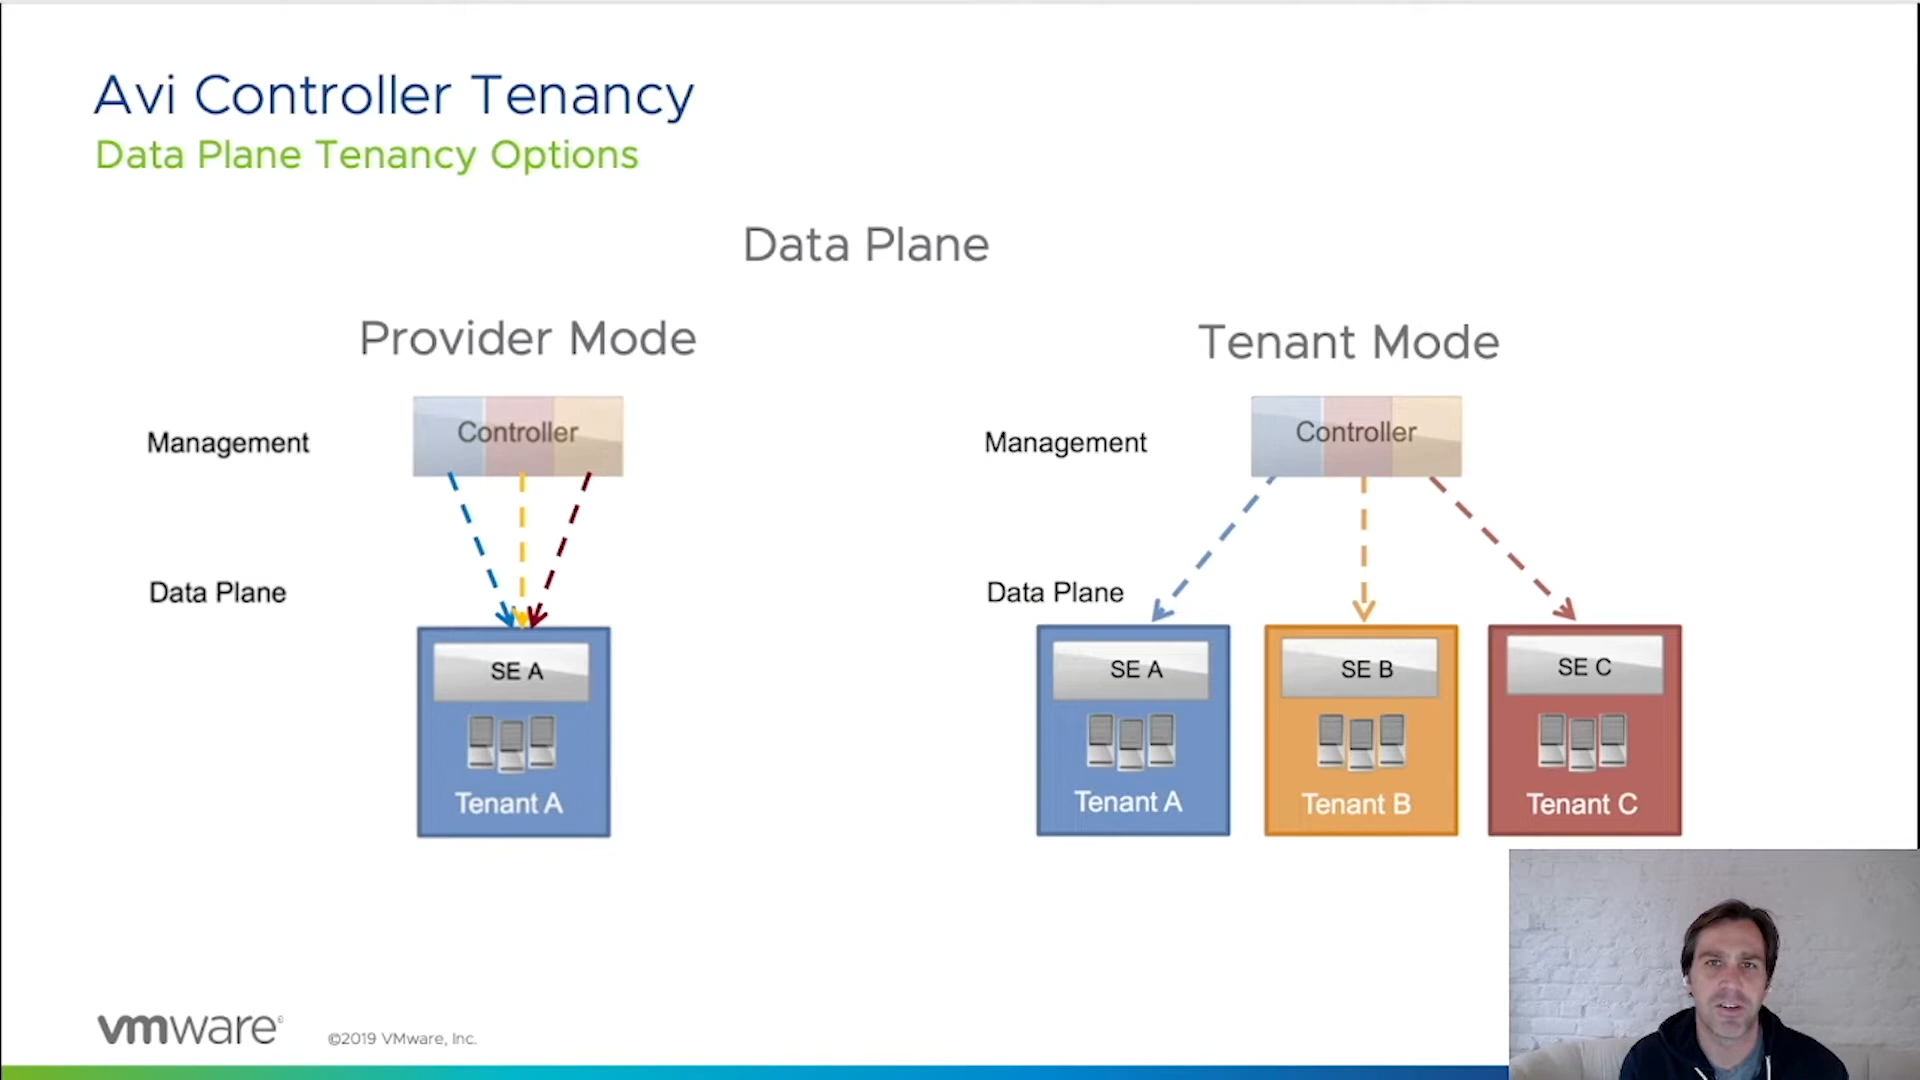 Avi Controller Tenancy
Data Plane Tenancy Options
Data Plane
Provider Mode
Management
Controller
Data Plane
SE A
Tenant A
Tenant Mode
Management
Controller
Data Plane
SE A
SE B
SE C
Tenant A
Tenant B
Tenant C
vmware
©2019 VMware, Inc.